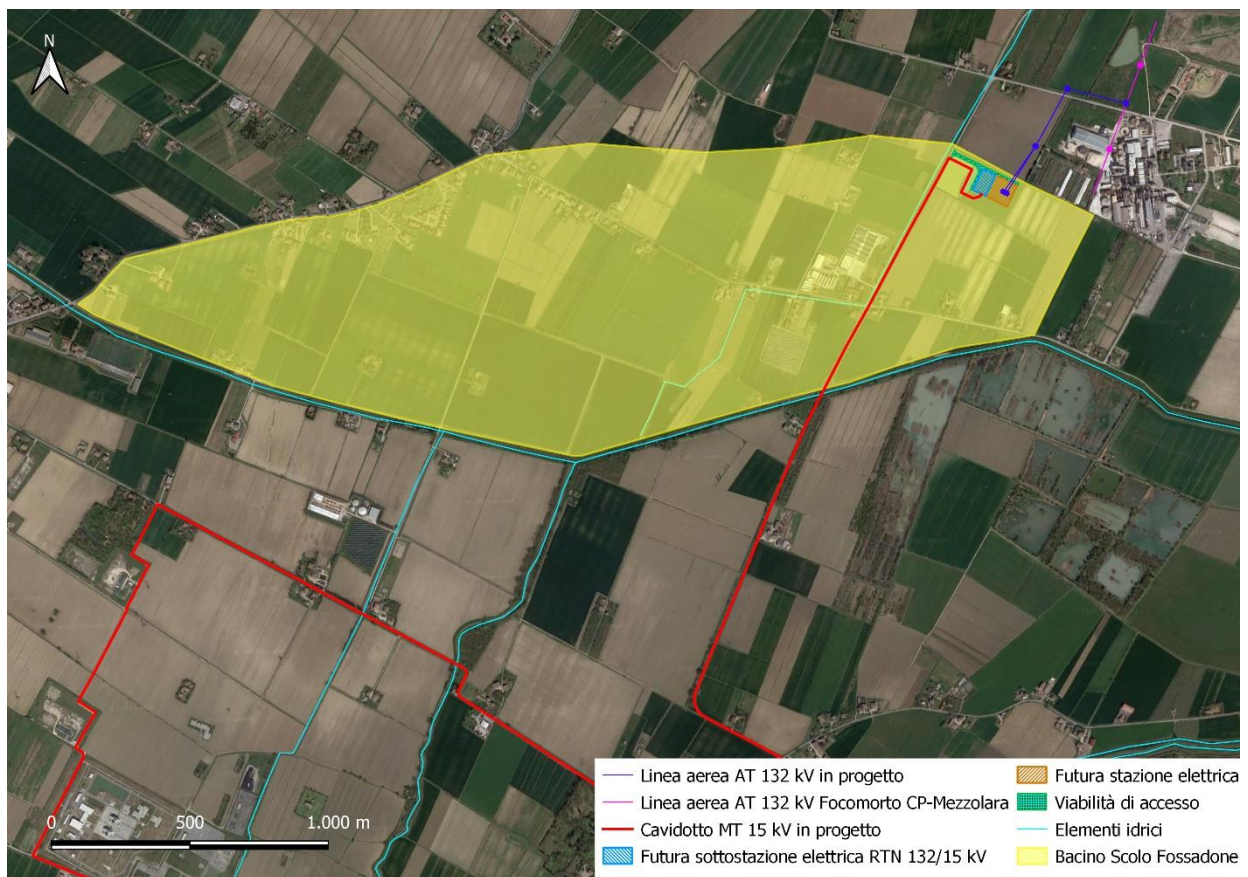 N
0 500 1.000 m
Linea aerea AT 132 kV in progetto
Linea aerea AT 132 kV Focomorto CP-Mezzolara
Cavidotto MT 15 kV in progetto
Futura sottostazione elettrica RTN 132/15 kV
Futura stazione elettrica
Viabilità di accesso
Elementi idrici
Bacino Scolo Fossadone